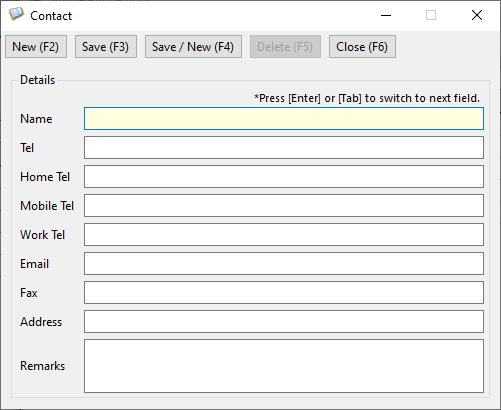 Contact
New (F2) Save (F3) Save / New (F4) Delete (F5) Close (F6)
Details
*Press [Enter] or [Tab] to switch to next field.
Name
Tel
Home Tel
Mobile Tel
Work Tel
Email
Fax
Address
Remarks